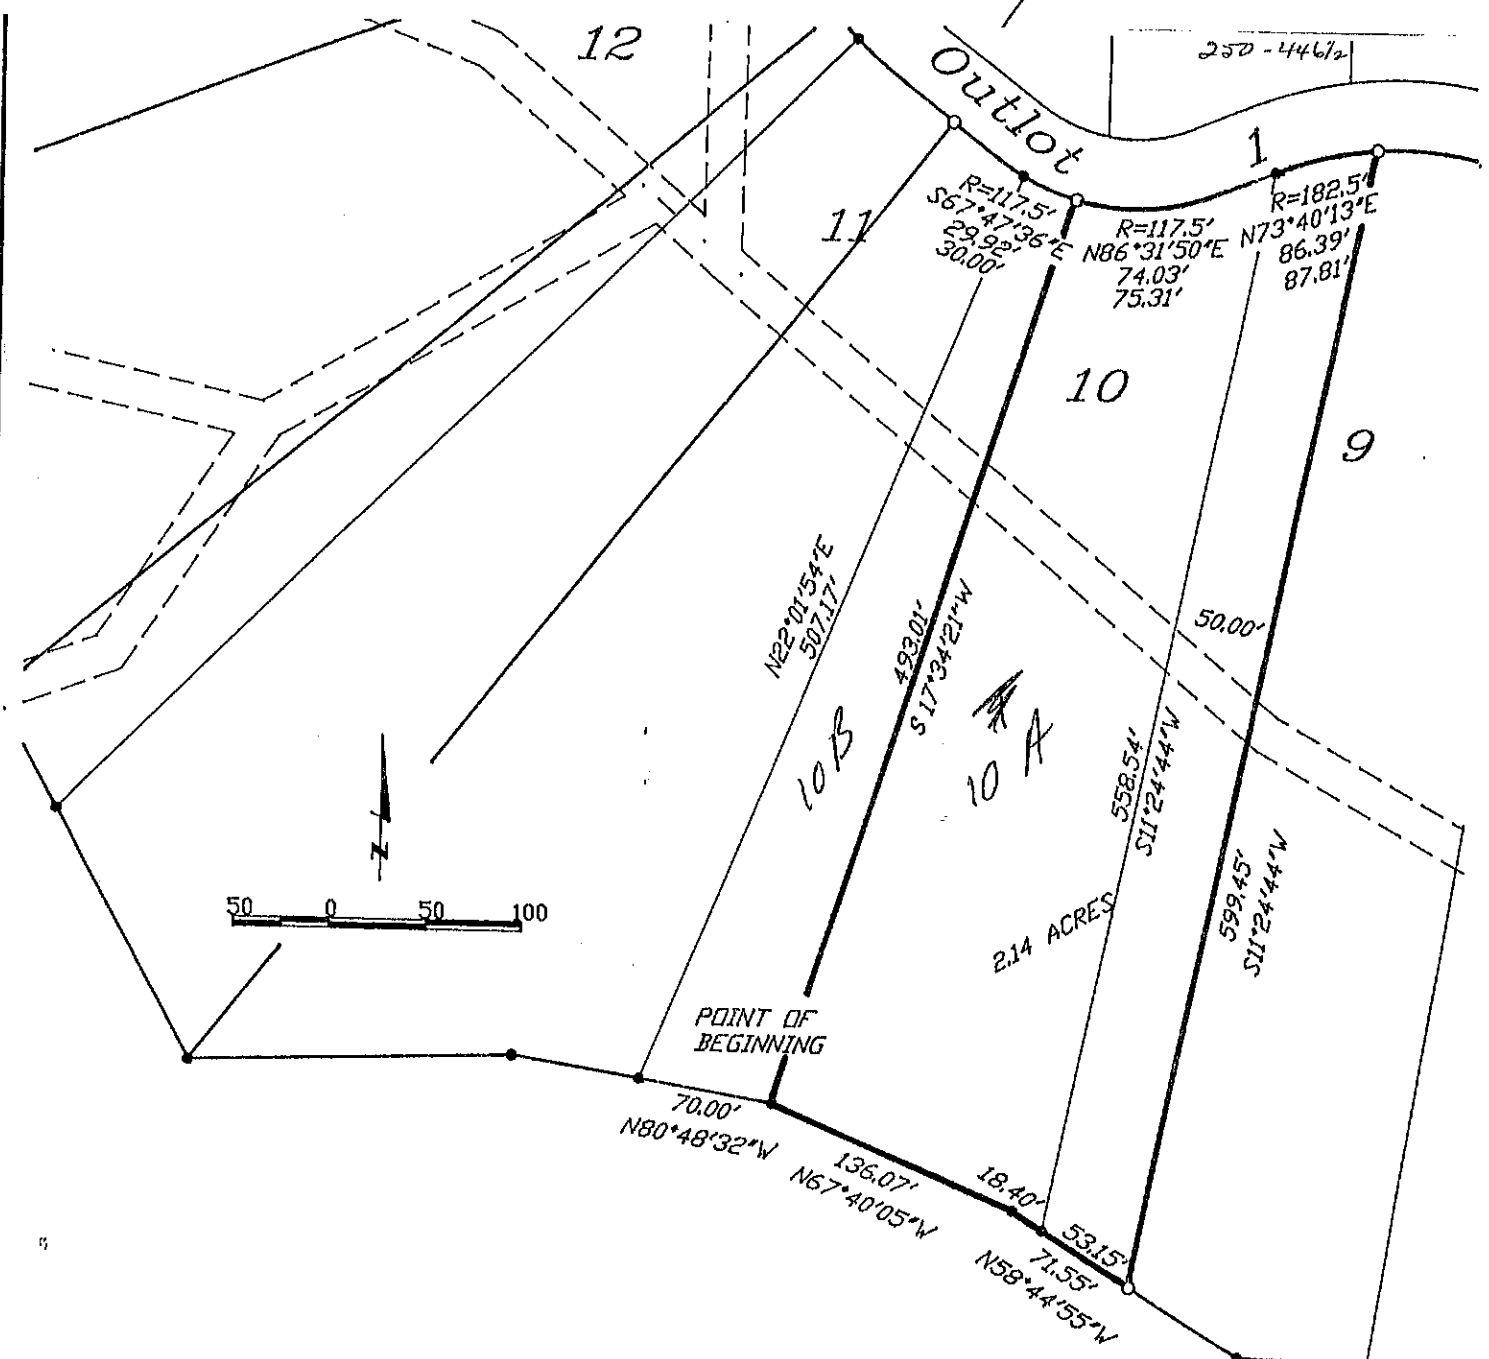 12
250-446½
Outlot 1
11
R=117.5'
S67°47'36"E
29.92'
30.00'
R=117.5'
N86°31'50"E
74.03'
75.31'
R=182.5'
N73°40'13"E
86.39'
87.81'
10
9
N22°01'54"E
507.17'
493.01'
S 17°34'21"W
50.00'
10 B
10 A
558.54'
S11°24'44"W
599.45'
S11°24'44"W
2.14 ACRES
N
50 0 50 100
POINT OF
BEGINNING
70.00'
N80°48'32"W
136.07'
N67°40'05"W
18.40'
53.15'
71.55'
N58°44'55"W